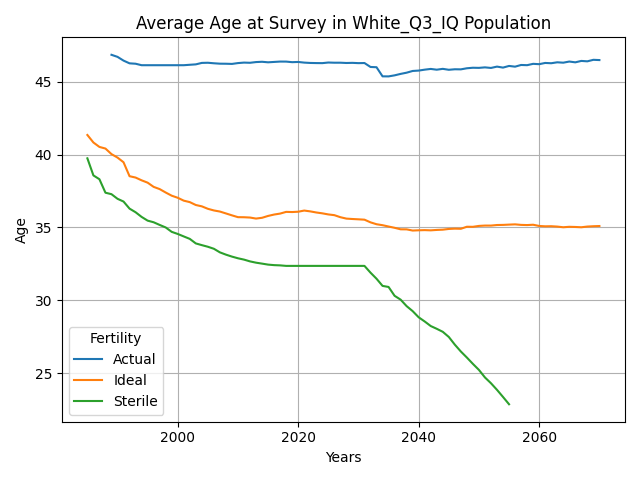 Average Age at Survey in White_Q3_IQ Population
Age
45
40
35
30
25
Fertility
Actual
Ideal
Sterile
2000
2020
2040
2060
Years